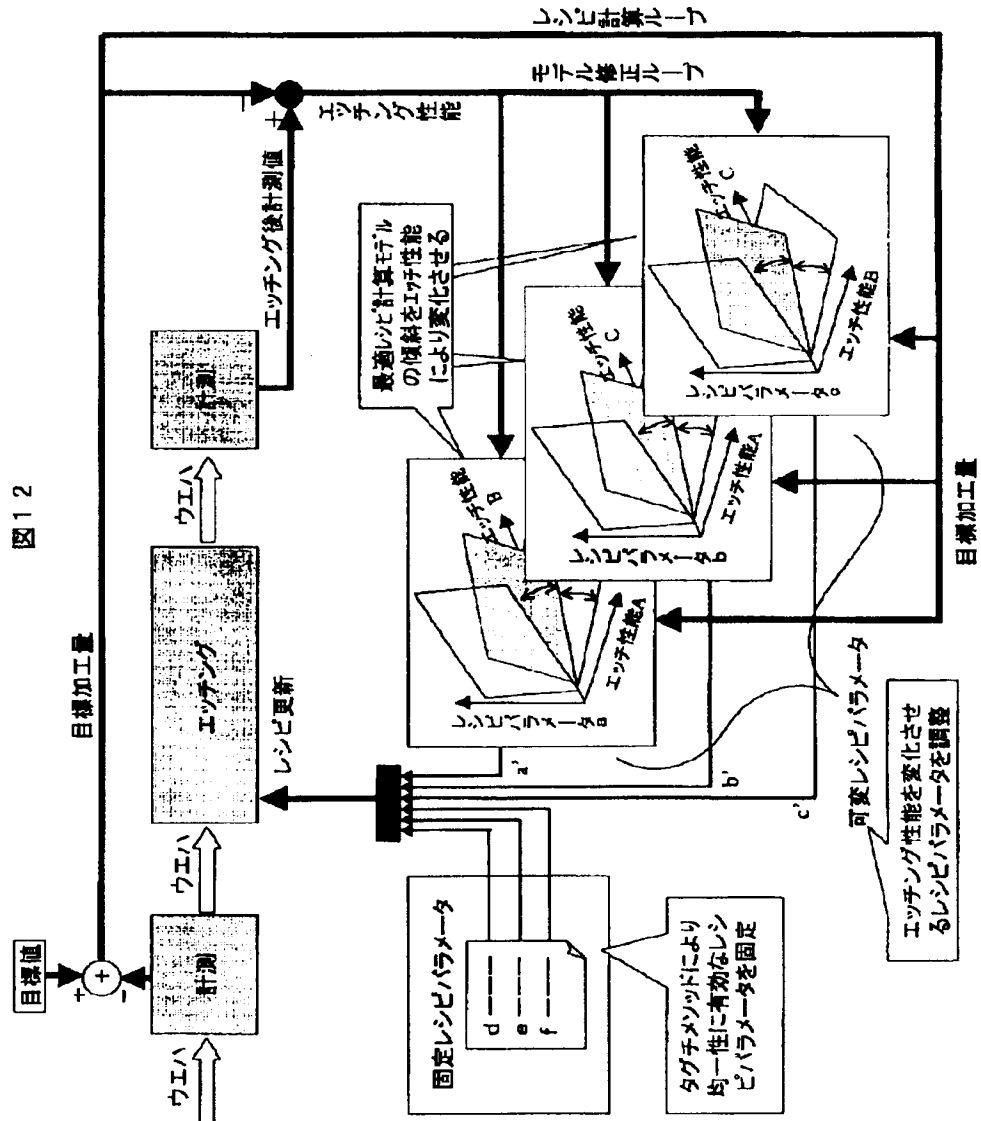 図12
目標値
+
+
-
計測
ウエハ
ウエハ
エッチング
ウエハ
計測
目標加工量
レシピ更新
エッチング後計測値
-
+
エッチング性能
レシピ計算ループ
モデル修正ループ
最適レシピ計算モデル
の傾斜をエッチ性能
により変化させる
レシピパラメータa
エッチ性能A
エッチ性能
B
レシピパラメータb
エッチ性能A
エッチ性能
C
レシピパラメータc
エッチ性能B
エッチ性能
C
a'
b'
c'
固定レシピパラメータ
d
e
f
タグチメソッドにより
均一性に有効なレシ
ピパラメータを固定
可変レシピパラメータ
エッチング性能を変化させ
るレシピパラメータを調整
目標加工量